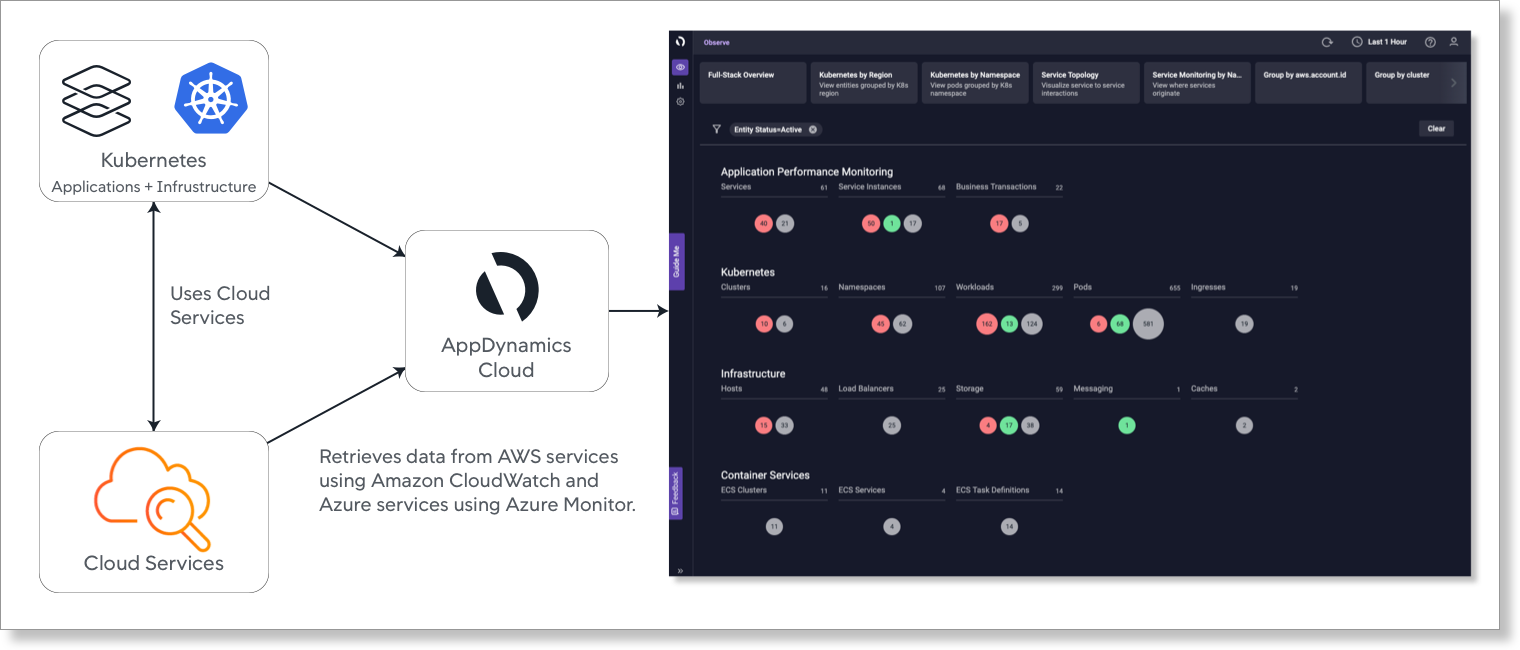 Kubernetes
Applications + Infrustructure
Uses Cloud
Services
Cloud Services
AppDynamics
Cloud
Retrieves data from AWS services
using Amazon CloudWatch and
Azure services using Azure Monitor.
Observe
Last 1 Hour
Full-Stack Overview
Kubernetes by Region
View entities grouped by K8s
region
Kubernetes by Namespace
View pods grouped by K8s
namespace
Service Topology
Visualize service to service
interactions
Service Monitoring by Na...
View where services
originate
Group by aws.account.id
Group by cluster
Entity Status=Active
Clear
Guide Me
Feedback
Application Performance Monitoring
Services 61 Service Instances 68 Business Transactions 22
40 21 50 1 17 17 5
Kubernetes
Clusters 16 Namespaces 107 Workloads 299 Pods 655 Ingresses 19
10 6 45 62 162 13 124 6 68 581 19
Infrastructure
Hosts 48 Load Balancers 25 Storage 59 Messaging 1 Caches 2
15 33 25 4 17 38 1 2
Container Services
ECS Clusters 11 ECS Services 4 ECS Task Definitions 14
11 4 14